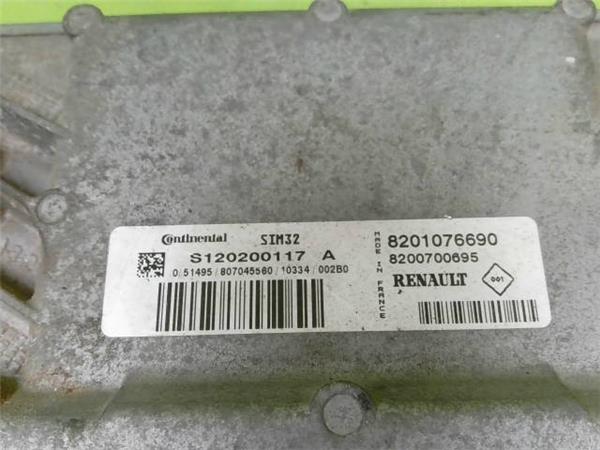 Continental SIM32
S120200117 A
0/51495/807045560/10334/002B0
MADE IN FRANCE
8201076690
8200700695
RENAULT 001